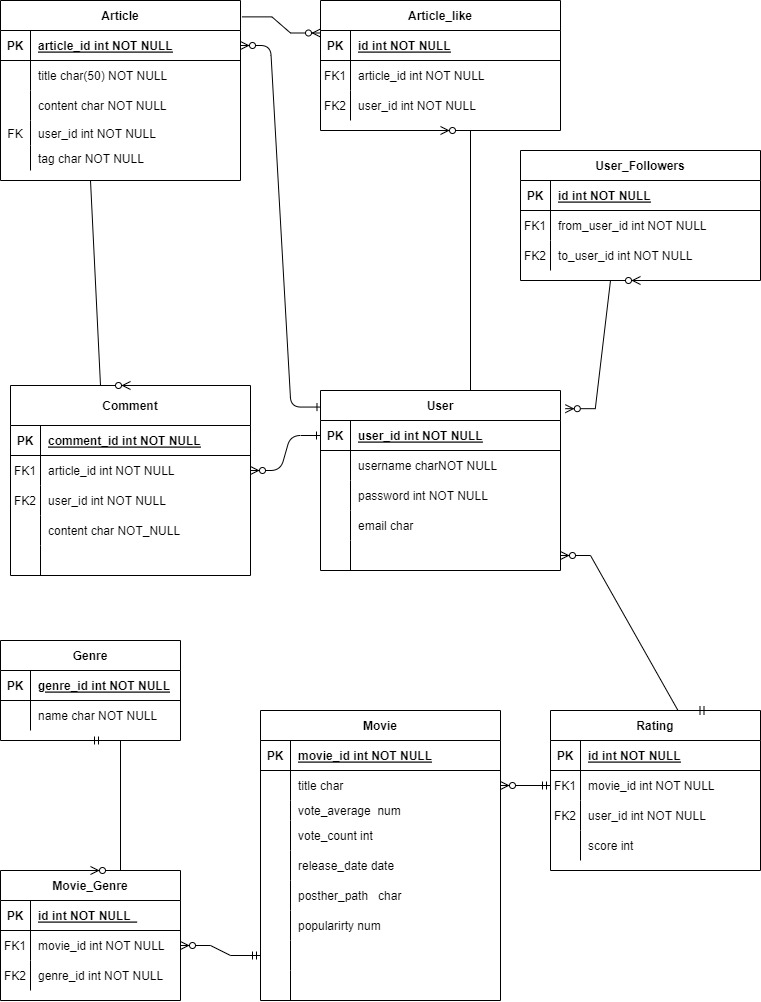 Article
PK article_id int NOT NULL
title char(50) NOT NULL
content char NOT NULL
FK user_id int NOT NULL
tag char NOT NULL
Article_like
PK id int NOT NULL
FK1 article_id int NOT NULL
FK2 user_id int NOT NULL
User_Followers
PK id int NOT NULL
FK1 from_user_id int NOT NULL
FK2 to_user_id int NOT NULL
Comment
PK comment_id int NOT NULL
FK1 article_id int NOT NULL
FK2 user_id int NOT NULL
content char NOT_NULL
User
PK user_id int NOT NULL
username charNOT NULL
password int NOT NULL
email char
Genre
PK genre_id int NOT NULL
name char NOT NULL
Movie
PK movie_id int NOT NULL
title char
vote_average num
vote_count int
release_date date
posther_path char
popularirty num
Rating
PK id int NOT NULL
FK1 movie_id int NOT NULL
FK2 user_id int NOT NULL
score int
Movie_Genre
PK id int NOT NULL
FK1 movie_id int NOT NULL
FK2 genre_id int NOT NULL